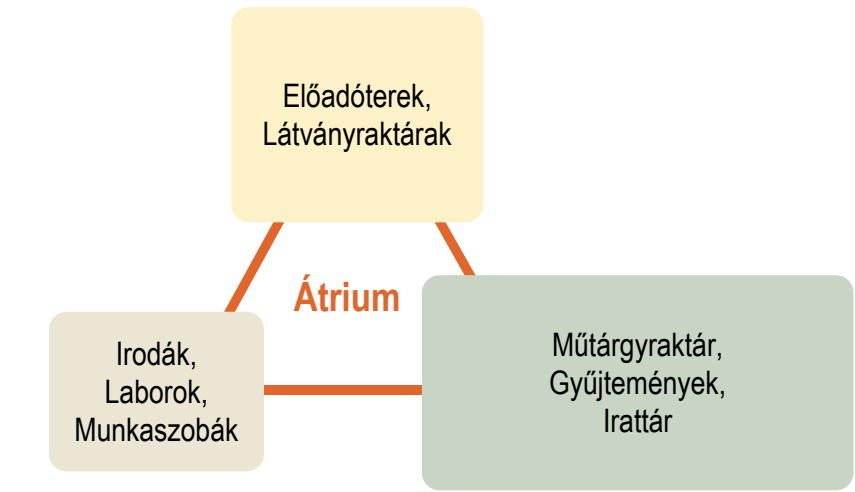 Előadóterek,
Látványraktárak
Átrium
Irodák,
Laborok,
Munkaszobák
Műtárgyraktár,
Gyűjtemények,
Irattár